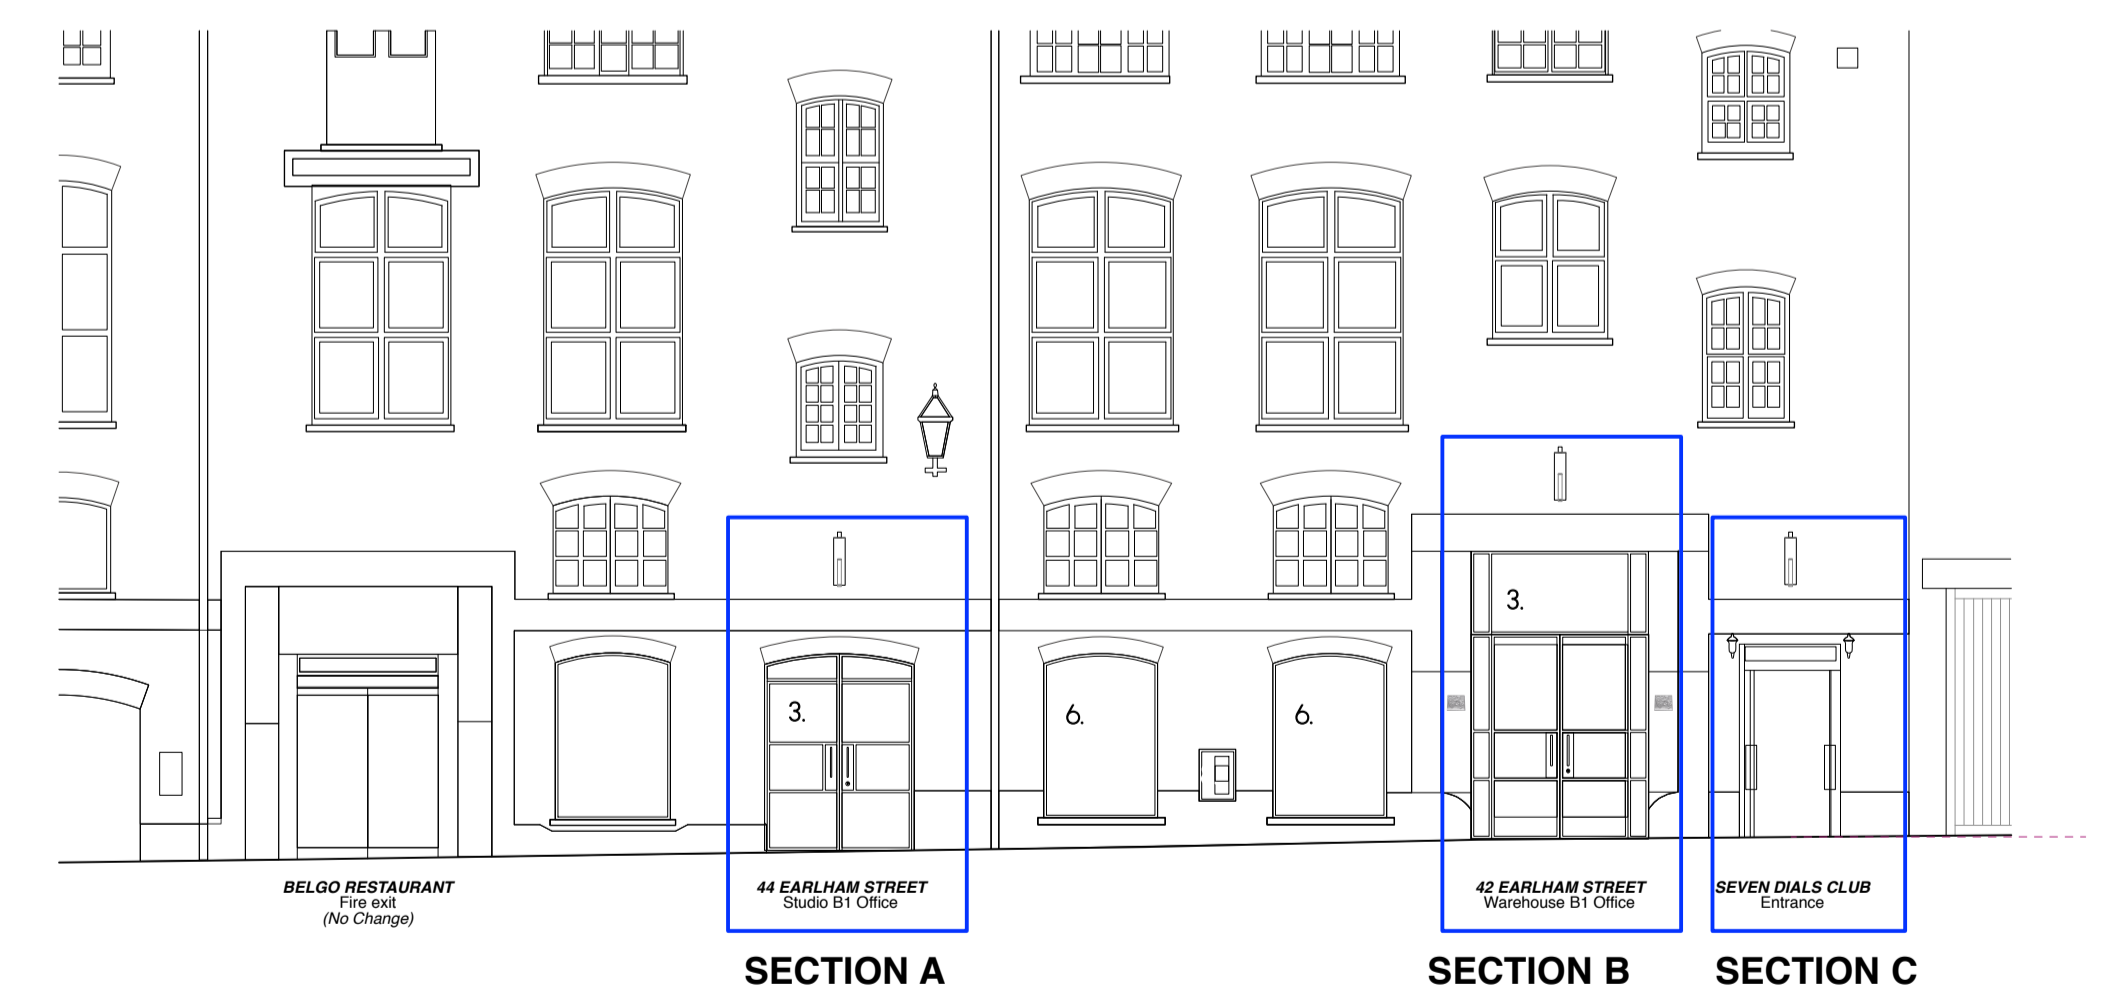 3.
3.
6.
6.
BELGO RESTAURANT
Fire exit
(No Change)
44 EARLHAM STREET
Studio B1 Office
42 EARLHAM STREET
Warehouse B1 Office
SEVEN DIALS CLUB
Entrance
SECTION A
SECTION B
SECTION C